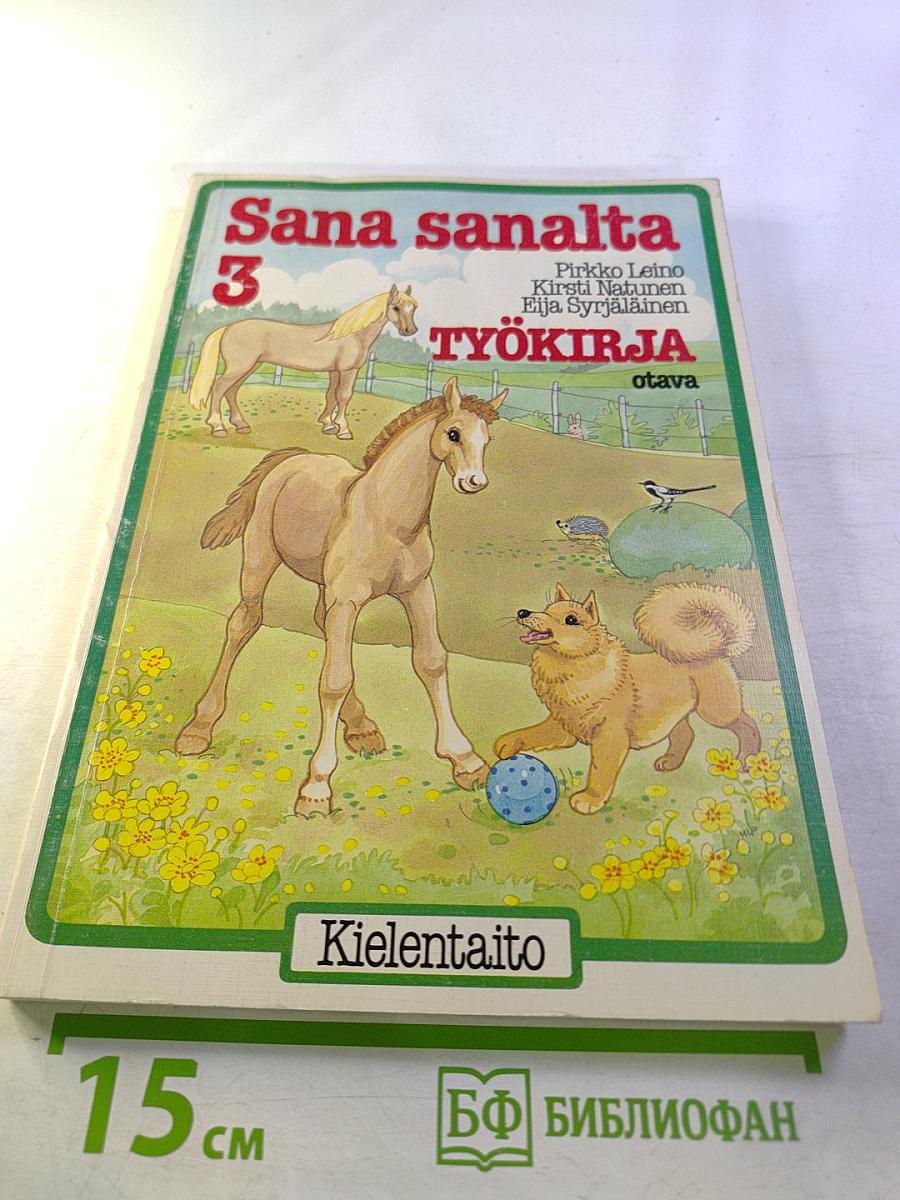 Sana sanalta
3
Pirkko Leino
Kirsti Natunen
Eija Syrjäläinen
TYÖKIRJA
otava
Kielentaito
15 см
БФ БИБЛИОФАН